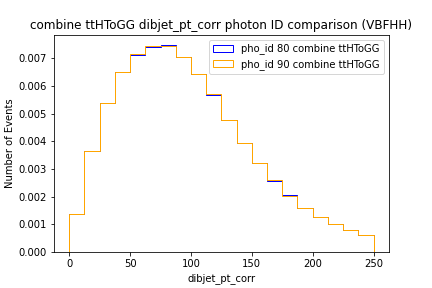 combine ttHToGG dibjet_pt_corr photon ID comparison (VBFHH)
pho_id 80 combine ttHToGG
pho_id 90 combine ttHToGG
Number of Events
0.007
0.006
0.005
0.004
0.003
0.002
0.001
0.000
0 50 100 150 200 250
dibjet_pt_corr